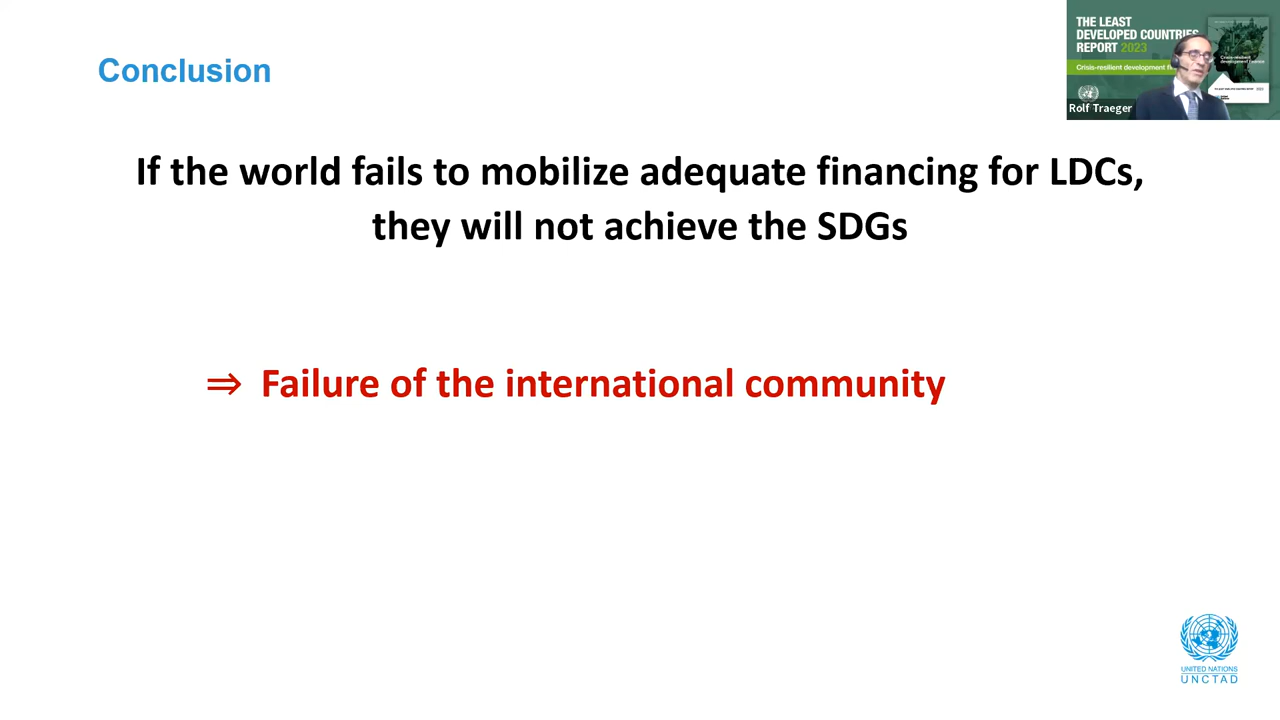 Conclusion
THE LEAST
DEVELOPED COUNTRIES
REPORT 2023
Crisis-resilient development
Rolf Traeger
If the world fails to mobilize adequate financing for LDCs,
they will not achieve the SDGs
⇒ Failure of the international community
UNITED NATIONS
UNCTAD